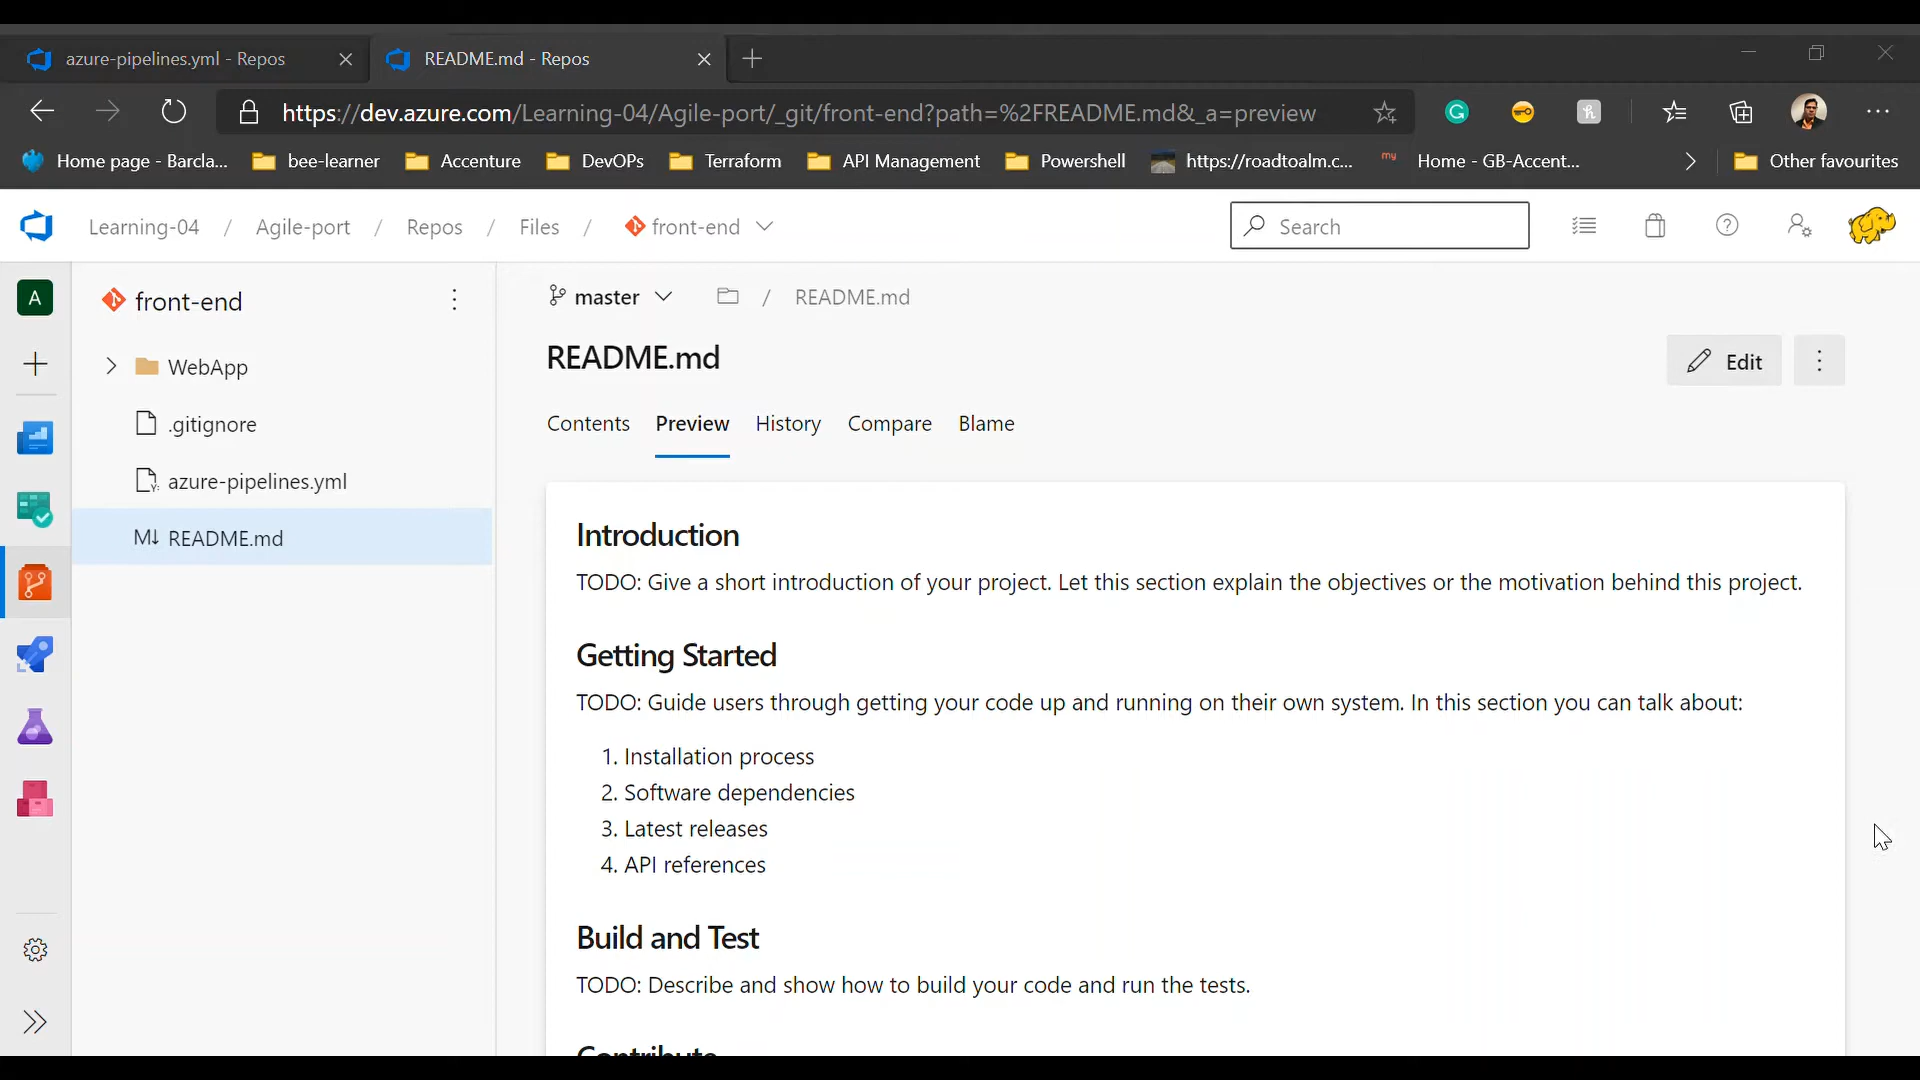 azure-pipelines.yml - Repos
README.md - Repos
https://dev.azure.com/Learning-04/Agile-port/_git/front-end?path=%2FREADME.md&_a=preview
Home page - Barcla...
bee-learner
Accenture
DevOPs
Terraform
API Management
Powershell
https://roadtoalm.c...
my
Home - GB-Accent...
Other favourites
Learning-04 / Agile-port / Repos / Files / front-end
Search
A
front-end
WebApp
.gitignore
azure-pipelines.yml
M↓ README.md
master
/ README.md
README.md
Edit
Contents Preview History Compare Blame
Introduction
TODO: Give a short introduction of your project. Let this section explain the objectives or the motivation behind this project.
Getting Started
TODO: Guide users through getting your code up and running on their own system. In this section you can talk about:
1. Installation process
2. Software dependencies
3. Latest releases
4. API references
Build and Test
TODO: Describe and show how to build your code and run the tests.
Contribute